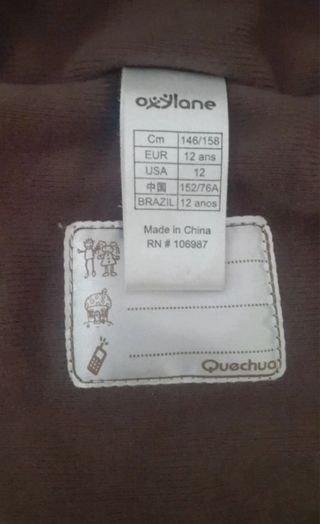 oxylane
Cm 146/158
EUR 12 ans
USA 12
中国 152/76A
BRAZIL 12 anos
Made in China
RN # 106987
Quechua